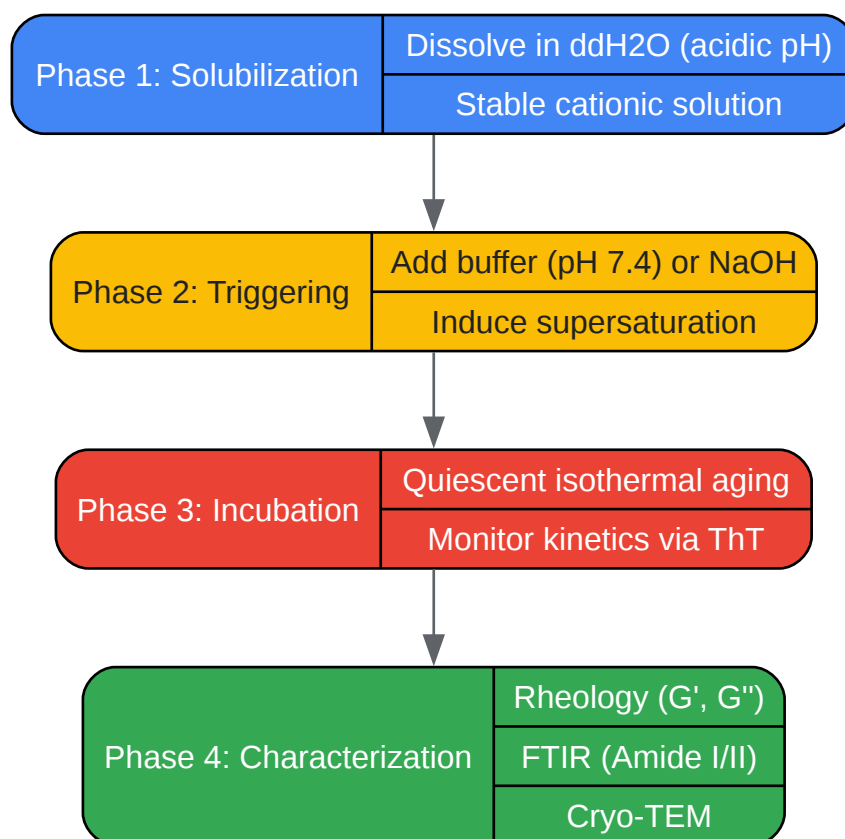 Phase 1: Solubilization
Dissolve in ddH2O (acidic pH)
Stable cationic solution
Phase 2: Triggering
Add buffer (pH 7.4) or NaOH
Induce supersaturation
Phase 3: Incubation
Quiescent isothermal aging
Monitor kinetics via ThT
Phase 4: Characterization
Rheology (G', G'')
FTIR (Amide I/II)
Cryo-TEM